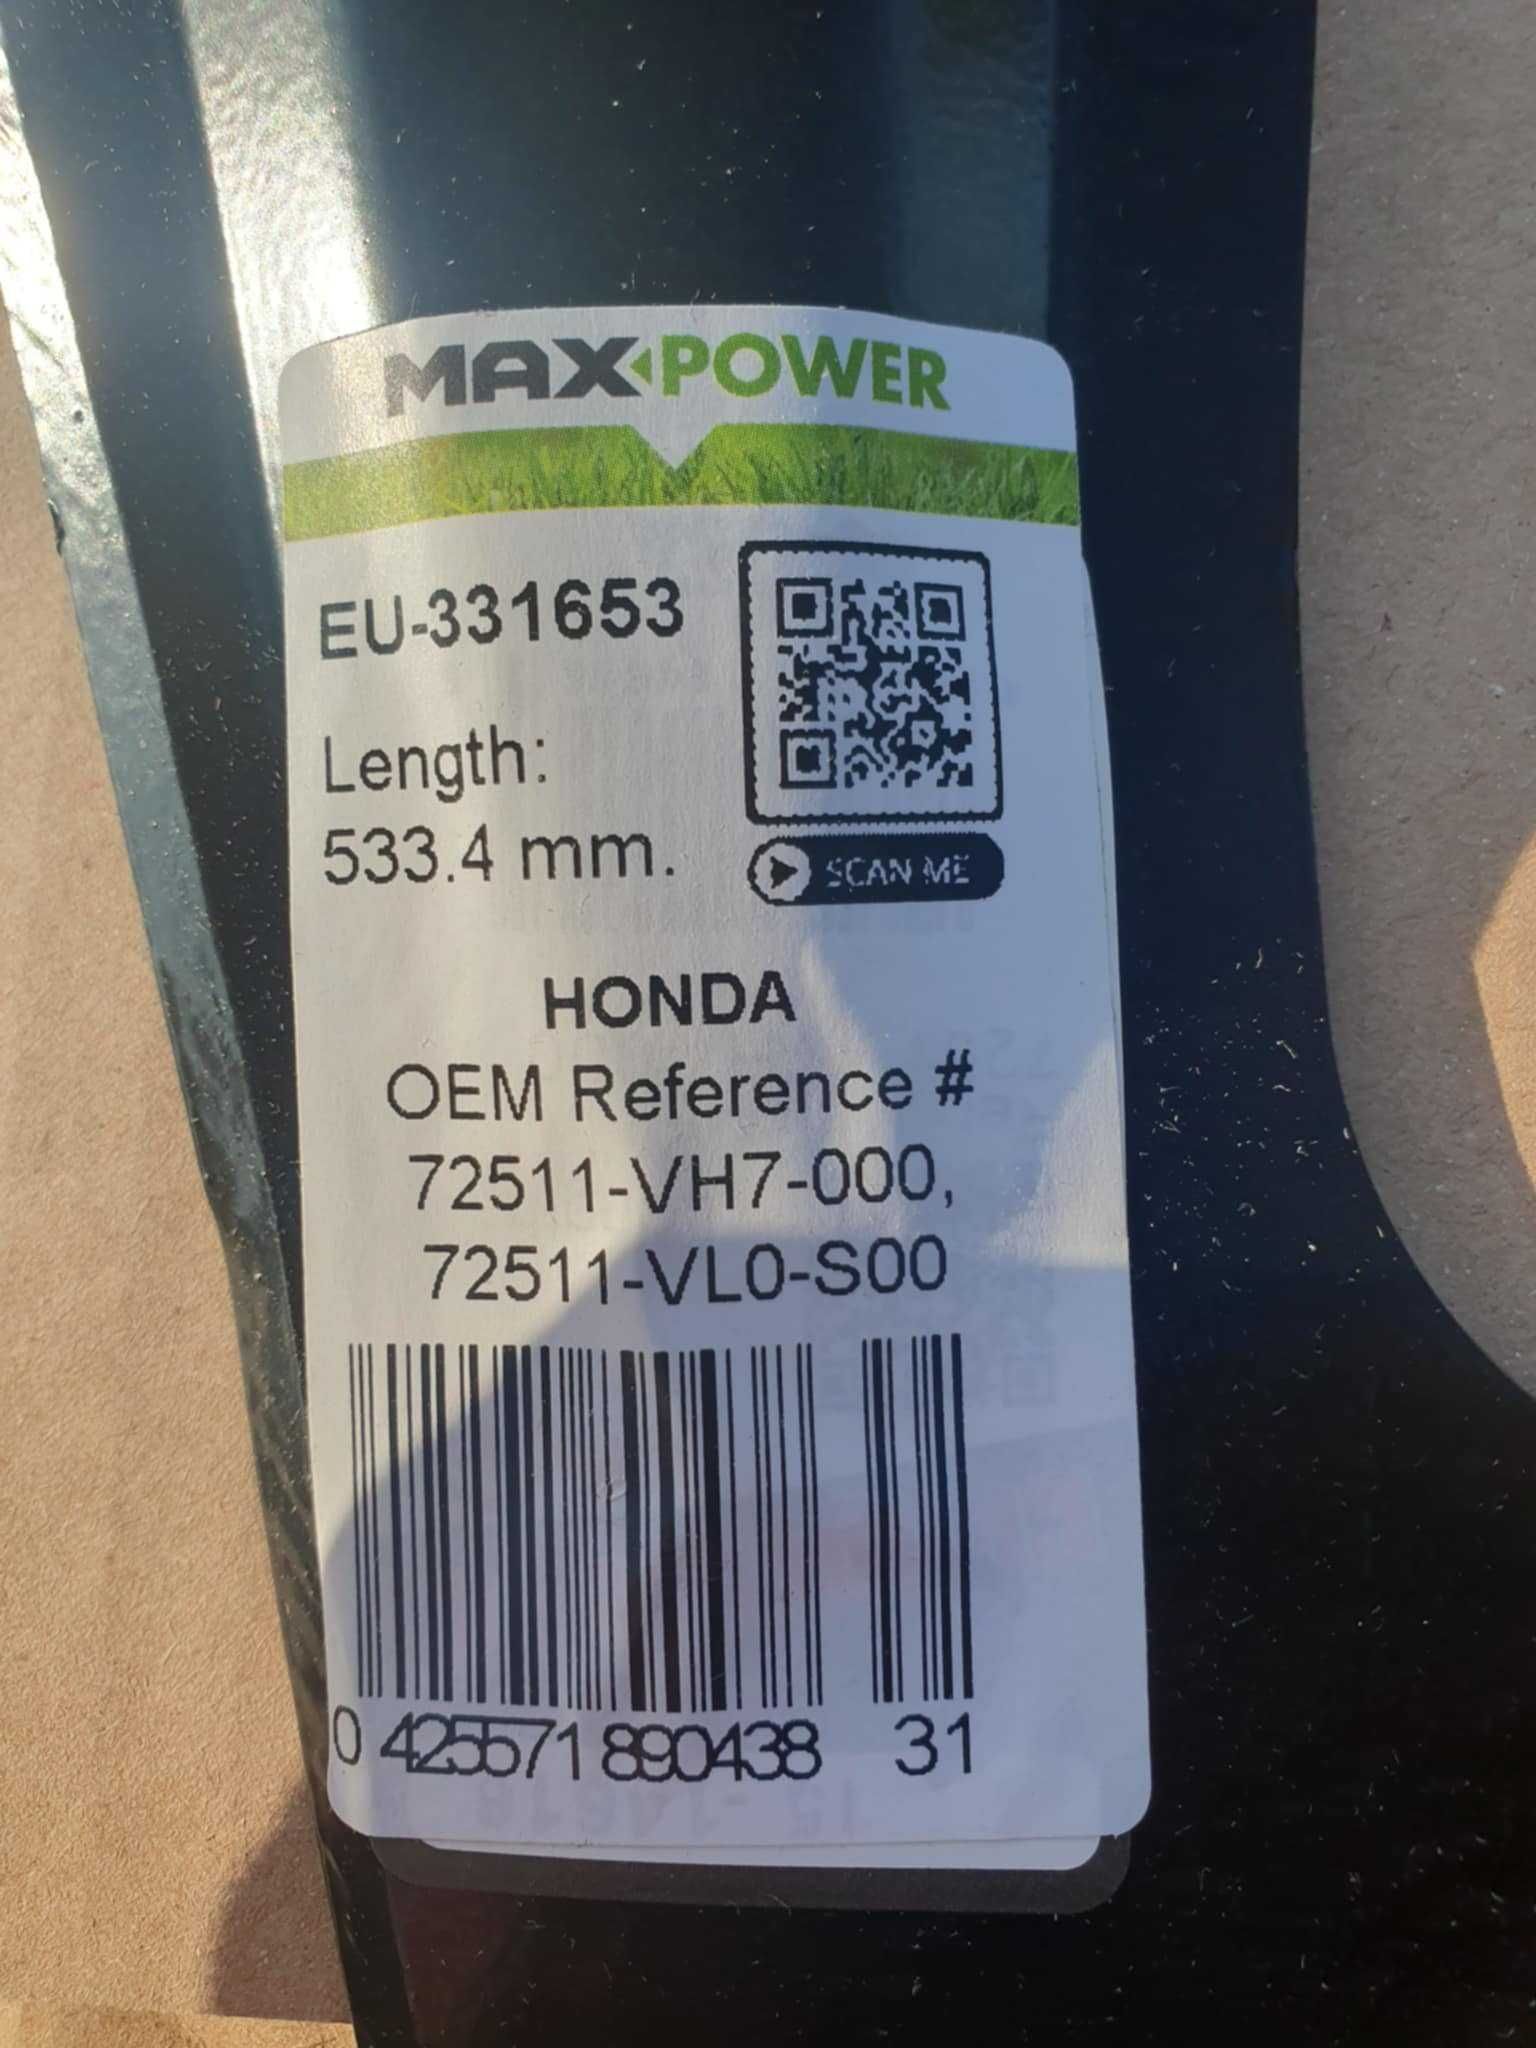 MAX POWER
EU-331653
Length:
533.4 mm.
SCAN ME
HONDA
OEM Reference #
72511-VH7-000,
72511-VL0-S00
0 425571 890438 31